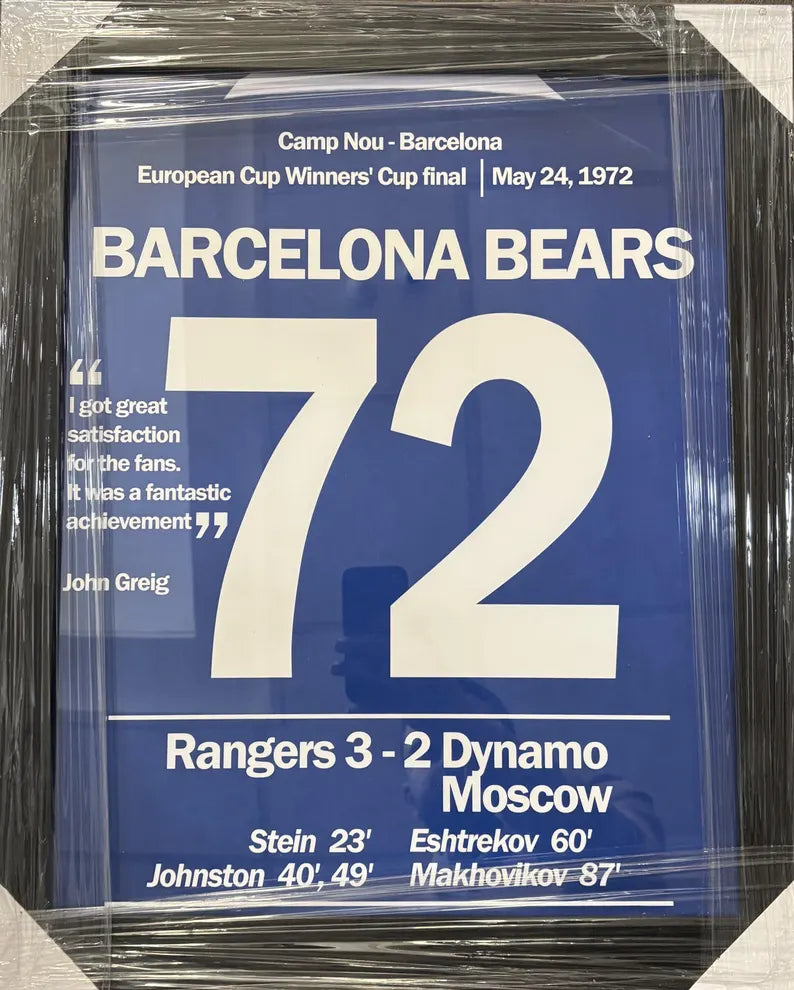 Camp Nou - Barcelona
European Cup Winners' Cup final | May 24, 1972
BARCELONA BEARS
72
“
I got great
satisfaction
for the fans.
It was a fantastic
achievement ”
John Greig
Rangers 3 - 2 Dynamo
Moscow
Stein 23' Eshtrekov 60'
Johnston 40', 49' Makhovikov 87'